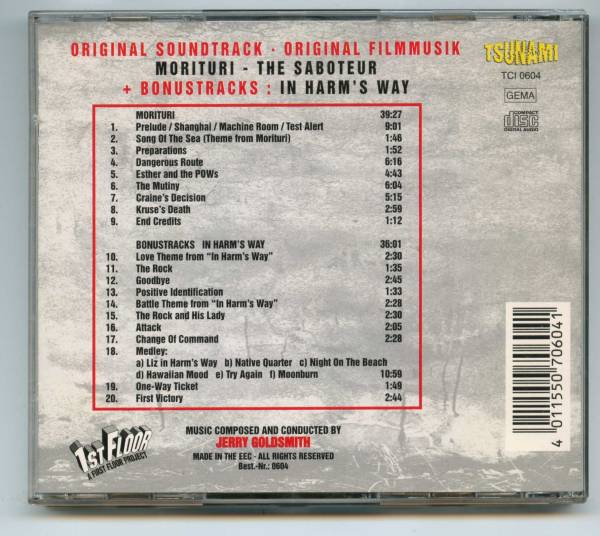 ORIGINAL SOUNDTRACK · ORIGINAL FILMMUSIK
MORITURI - THE SABOTEUR
+ BONUSTRACKS : IN HARM'S WAY
TSUNAMI
TCI 0604
GEMA
COMPACT
disc
DIGITAL AUDIO
MORITURI 39:27
1. Prelude / Shanghai / Machine Room / Test Alert 9:01
2. Song Of The Sea (Theme from Morituri) 1:46
3. Preparations 1:52
4. Dangerous Route 6:16
5. Esther and the POWs 4:43
6. The Mutiny 6:04
7. Craine's Decision 5:15
8. Kruse's Death 2:59
9. End Credits 1:12
BONUSTRACKS IN HARM'S WAY 36:01
10. Love Theme from "In Harm's Way" 2:30
11. The Rock 1:35
12. Goodbye 2:45
13. Positive Identification 1:33
14. Battle Theme from "In Harm's Way" 2:28
15. The Rock and His Lady 2:30
16. Attack 2:05
17. Change Of Command 2:28
18. Medley:
a) Liz in Harm's Way b) Native Quarter c) Night On The Beach
d) Hawaiian Mood e) Try Again f) Moonburn 10:59
19. One-Way Ticket 1:49
20. First Victory 2:44
1ST FLOOR
A FIRST FLOOR PROJECT
MUSIC COMPOSED AND CONDUCTED BY
JERRY GOLDSMITH
MADE IN THE EEC - ALL RIGHTS RESERVED
Best.-Nr.: 0604
4 011550 706041